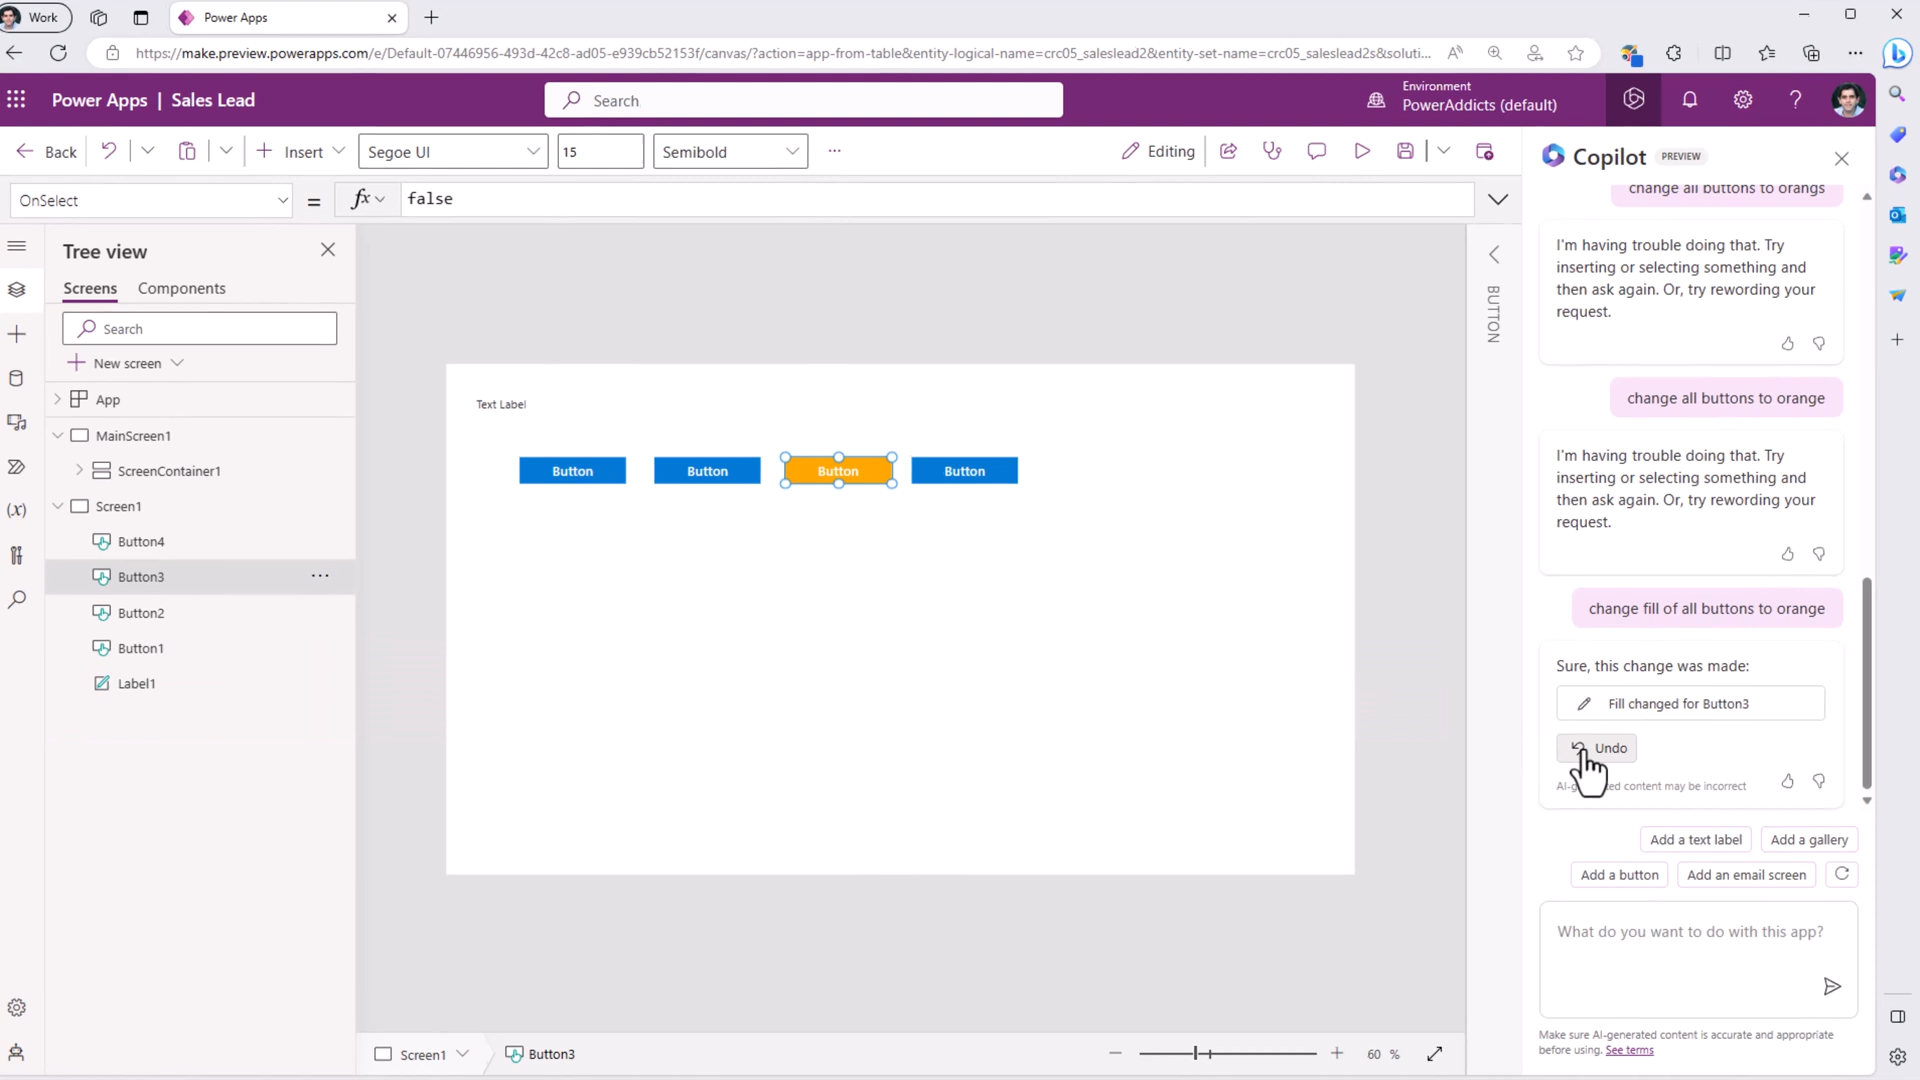 Work
Power Apps
https://make.preview.powerapps.com/e/Default-07446956-493d-42c8-ad05-e939cb52153f/canvas/?action=app-from-table&entity-logical-name=crc05_saleslead2&entity-set-name=crc05_saleslead2s&soluti...
Power Apps | Sales Lead
Search
Environment
PowerAddicts (default)
Back
Insert
Segoe UI
15
Semibold
Editing
OnSelect
=
fx
false
Tree view
Screens
Components
Search
New screen
App
MainScreen1
ScreenContainer1
Screen1
Button4
Button3
Button2
Button1
Label1
Text Label
Button
Button
Button
Button
Screen1
Button3
60 %
BUTTON
Copilot PREVIEW
change all buttons to orangs
I'm having trouble doing that. Try
inserting or selecting something and
then ask again. Or, try rewording your
request.
change all buttons to orange
I'm having trouble doing that. Try
inserting or selecting something and
then ask again. Or, try rewording your
request.
change fill of all buttons to orange
Sure, this change was made:
Fill changed for Button3
Undo
content may be incorrect
Add a text label
Add a gallery
Add a button
Add an email screen
What do you want to do with this app?
Make sure AI-generated content is accurate and appropriate
before using. See terms